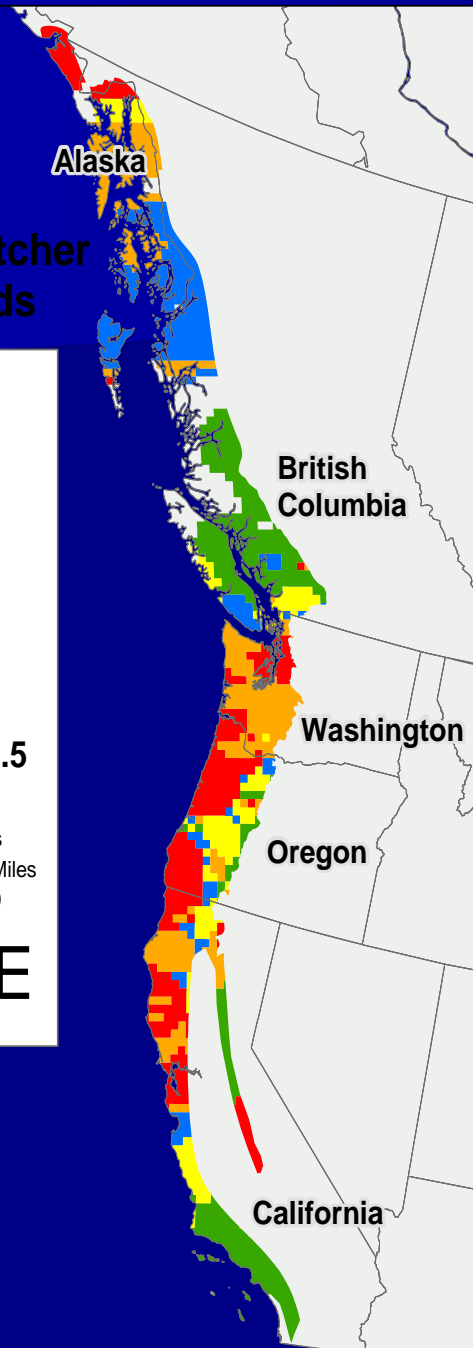 Alaska
tcher
ds
British
Columbia
Washington
.5
Oregon
s
Miles
)
E
California